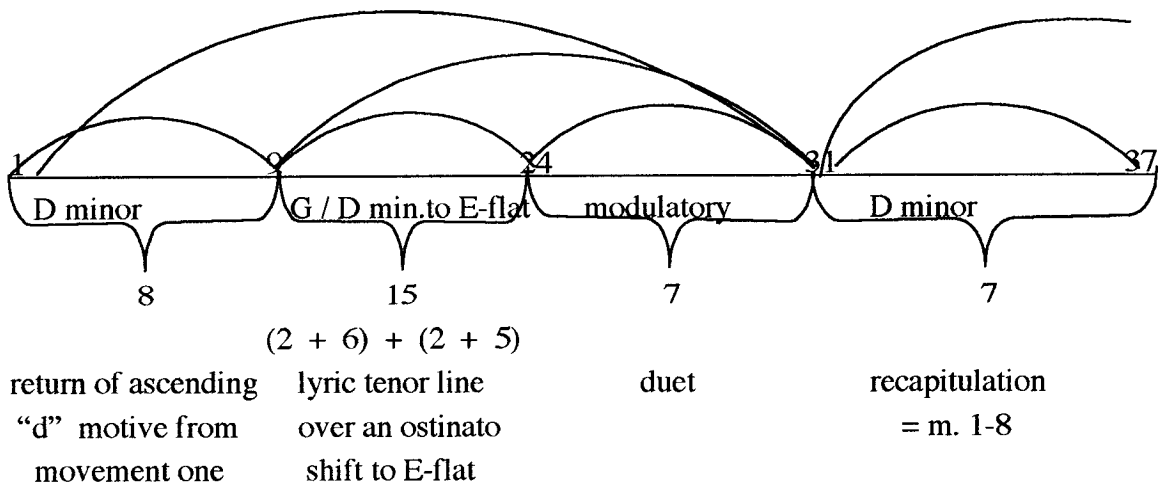 1 9 24 31 37
D minor G / D min.to E-flat modulatory D minor
8 15 7 7
(2 + 6) + (2 + 5)
return of ascending lyric tenor line duet recapitulation
“d” motive from over an ostinato = m. 1-8
movement one shift to E-flat